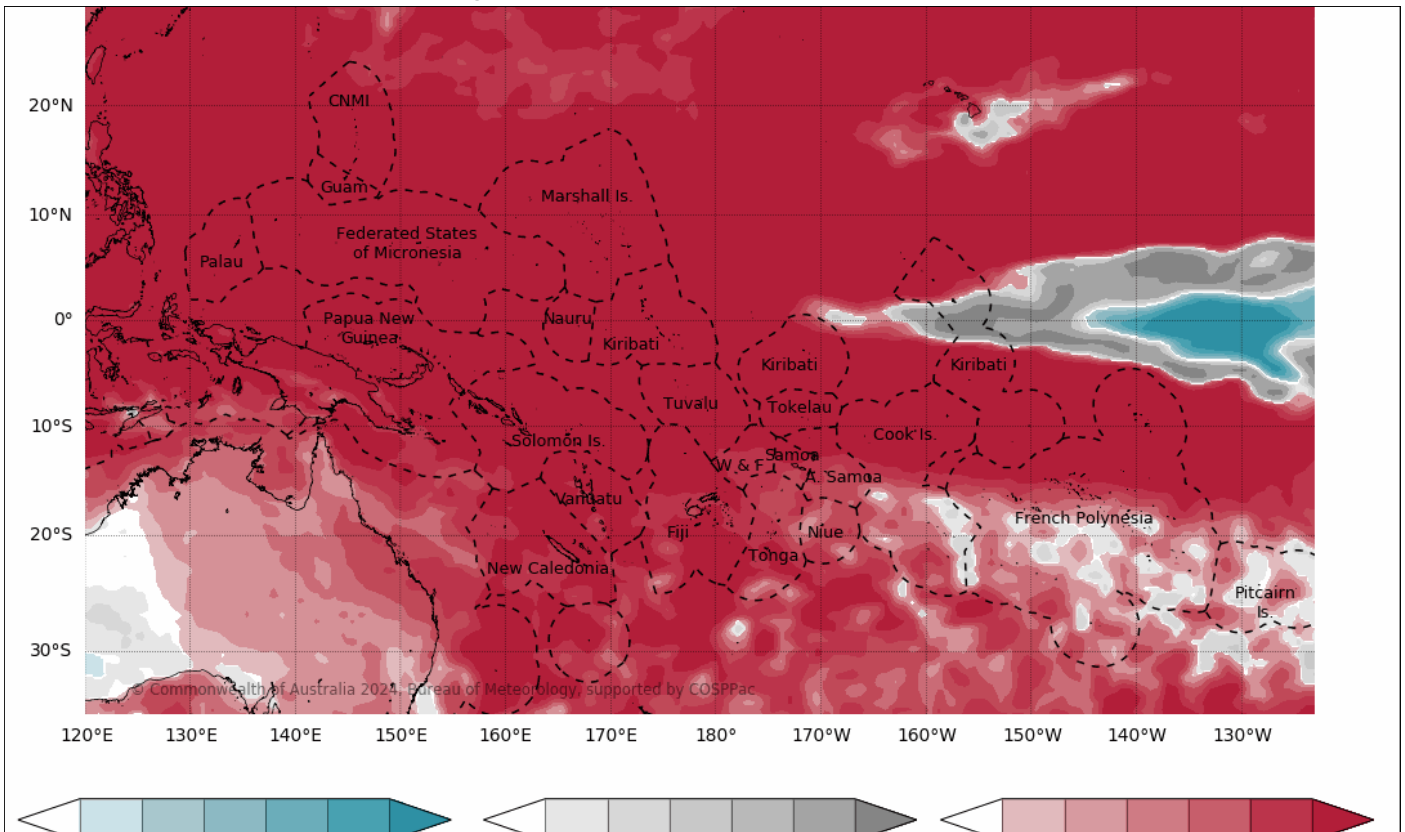 20°N
10°N
0°
10°S
20°S
30°S
CNMI
Guam
Marshall Is.
Federated States
of Micronesia
Palau
Papua New
Guinea
Nauru
Kiribati
Kiribati
Kiribati
Tuvalu
Tokelau
Cook Is.
Solomon Is.
Samoa
W & F
A. Samoa
Vanuatu
French Polynesia
Fiji
Niue
Tonga
New Caledonia
Pitcairn
Is.
© Commonwealth of Australia 2024, Bureau of Meteorology, supported by COSPPac
120°E 130°E 140°E 150°E 160°E 170°E 180° 170°W 160°W 150°W 140°W 130°W